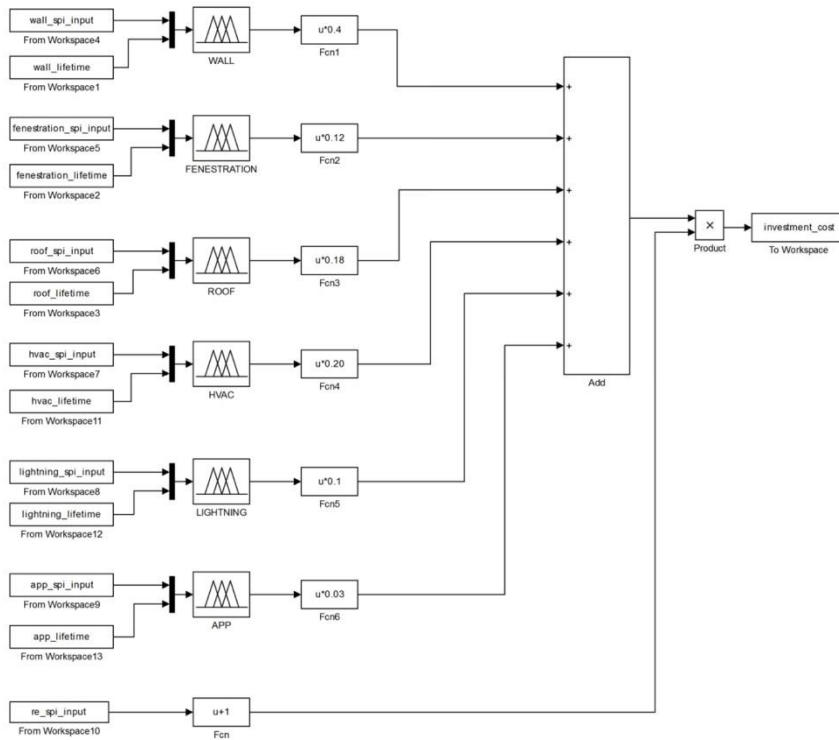 wall_spi_input
From Workspace4
wall_lifetime
From Workspace1
WALL
u*0.4
Fcn1
fenestration_spi_input
From Workspace5
fenestration_lifetime
From Workspace2
FENESTRATION
u*0.12
Fcn2
roof_spi_input
From Workspace6
roof_lifetime
From Workspace3
ROOF
u*0.18
Fcn3
hvac_spi_input
From Workspace7
hvac_lifetime
From Workspace11
HVAC
u*0.20
Fcn4
lightning_spi_input
From Workspace8
lightning_lifetime
From Workspace12
LIGHTNING
u*0.1
Fcn5
app_spi_input
From Workspace9
app_lifetime
From Workspace13
APP
u*0.03
Fcn6
re_spi_input
From Workspace10
u+1
Fcn
+
+
+
+
+
+
Add
×
Product
investment_cost
To Workspace